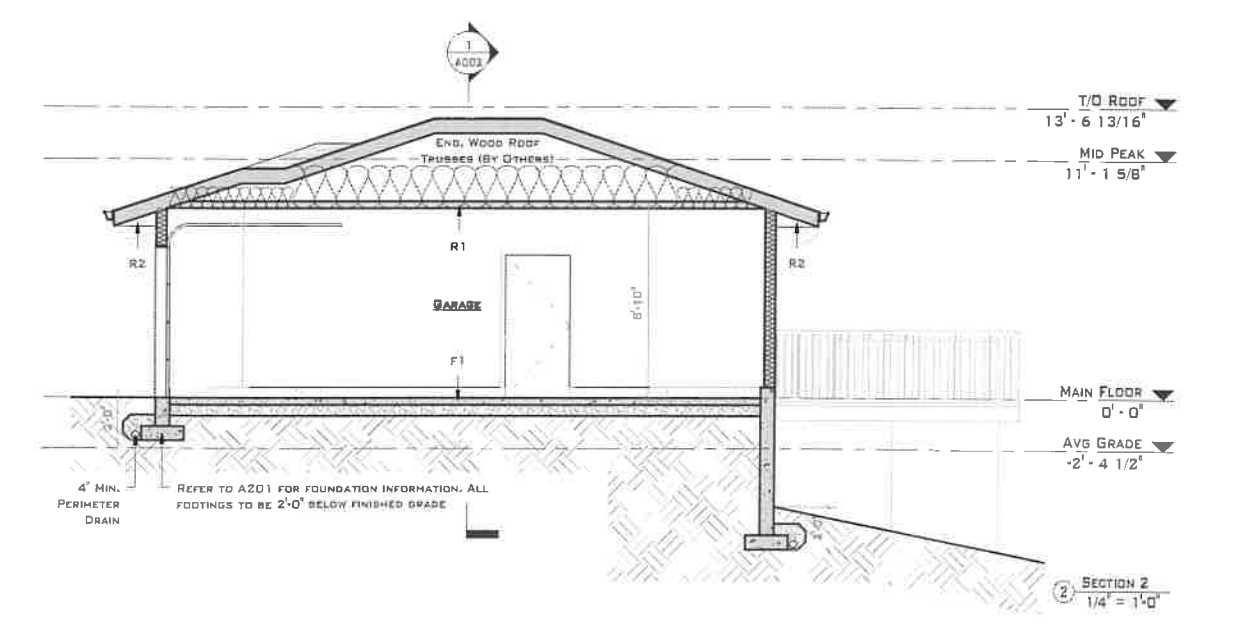 1
A003
T/O ROOF
13' - 6 13/16"
ENG. WOOD ROOF
TRUSSES (BY OTHERS)
MID PEAK
11' - 1 5/8"
R2
R1
R2
GARAGE
F1
MAIN FLOOR
0' - 0"
AVG GRADE
-2' - 4 1/2"
2'-0"
4" MIN.
PERIMETER
DRAIN
REFER TO A201 FOR FOUNDATION INFORMATION. ALL
FOOTINGS TO BE 2'-0" BELOW FINISHED GRADE
2'-0"
2
SECTION 2
1/4" = 1'-0"